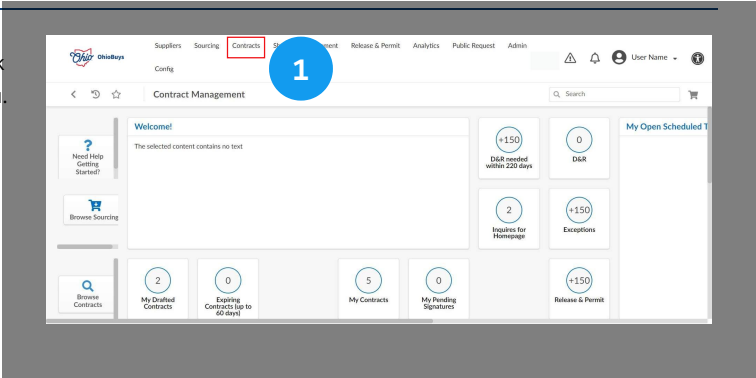 u.
Ohio OhioBuys
Suppliers Sourcing Contracts Release & Permit Analytics Public Request Admin
Config
1
User Name
Contract Management
Search
Need Help
Getting
Started?
Browse Sourcing
Browse
Contracts
Welcome!
The selected content contains no text
+150
D&R needed
within 220 days
0
D&R
2
Inquires for
Homepage
+150
Exceptions
My Open Scheduled T
2
My Drafted
Contracts
0
Expiring
Contracts (up to
60 days)
5
My Contracts
0
My Pending
Signatures
+150
Release & Permit